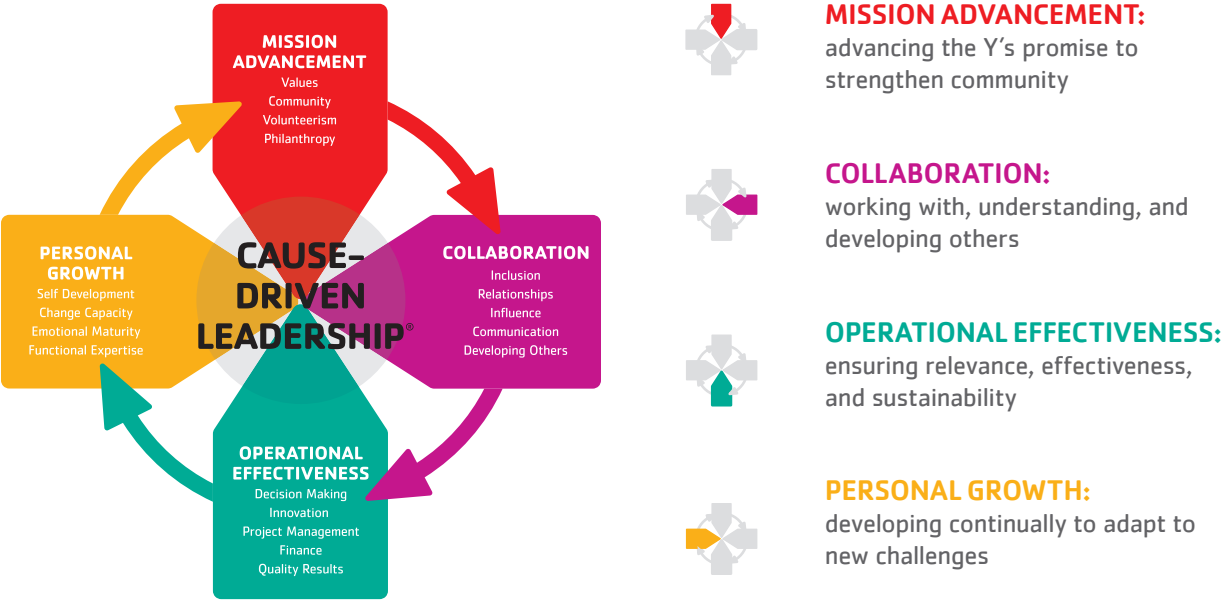 MISSION
ADVANCEMENT
Values
Community
Volunteerism
Philanthropy
PERSONAL
GROWTH
Self Development
Change Capacity
Emotional Maturity
Functional Expertise
CAUSE–
DRIVEN
LEADERSHIP®
COLLABORATION
Inclusion
Relationships
Influence
Communication
Developing Others
OPERATIONAL
EFFECTIVENESS
Decision Making
Innovation
Project Management
Finance
Quality Results
MISSION ADVANCEMENT:
advancing the Y’s promise to
strengthen community
COLLABORATION:
working with, understanding, and
developing others
OPERATIONAL EFFECTIVENESS:
ensuring relevance, effectiveness,
and sustainability
PERSONAL GROWTH:
developing continually to adapt to
new challenges